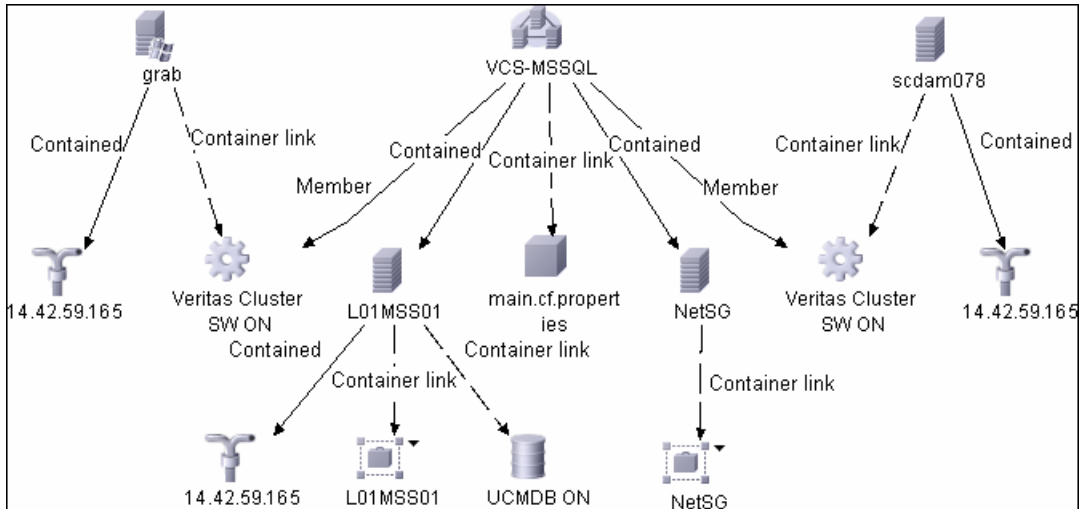 grab
VCS-MSSQL
scdam078
Contained
Container link
Contained
Container link
Contained
Container link
Contained
Member
Member
14.42.59.165
Veritas Cluster
SW ON
L01MSS01
main.cf.propert
ies
NetSG
Veritas Cluster
SW ON
14.42.59.165
Contained
Container link
Container link
Container link
14.42.59.165
L01MSS01
UCMDB ON
NetSG